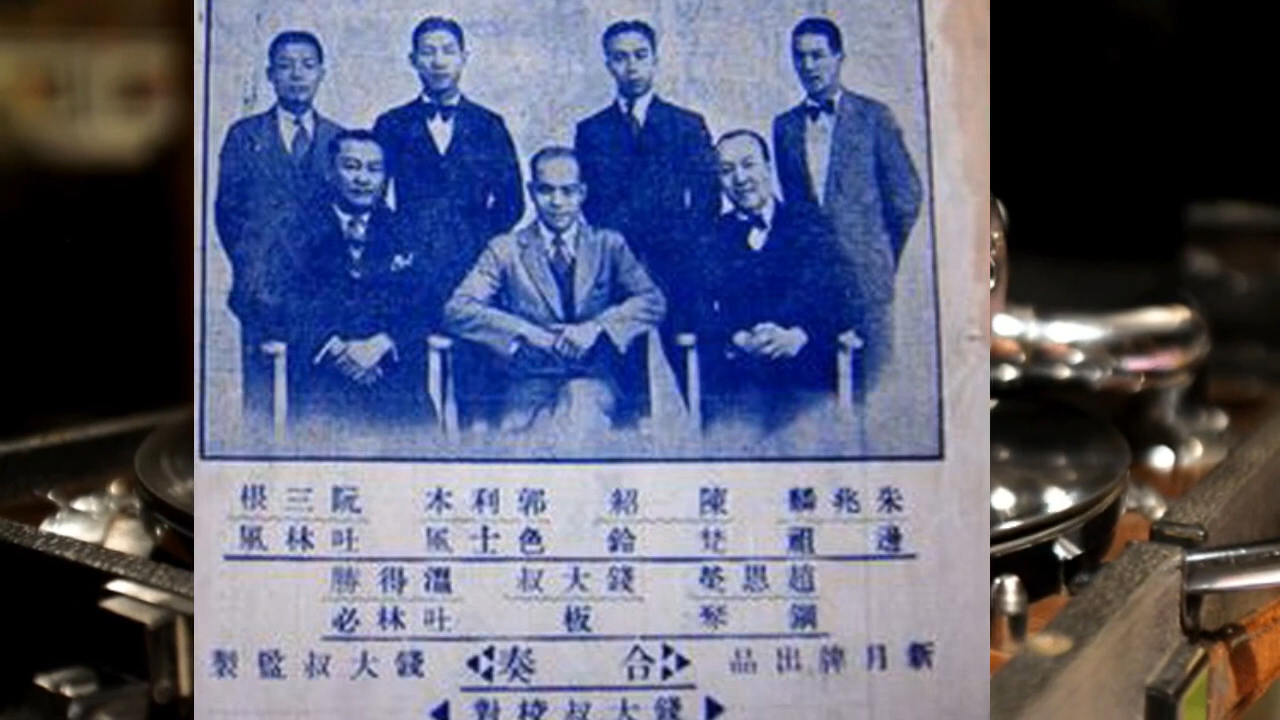 朱兆麟 陳紹 郭利本 阮三根
邊祖 梵鈴 色士風 吐林風
趙恩榮 錢大叔 溫得勝
鋼琴 板 吐林必
新月牌出品 合奏 錢大叔監製
錢大叔校對